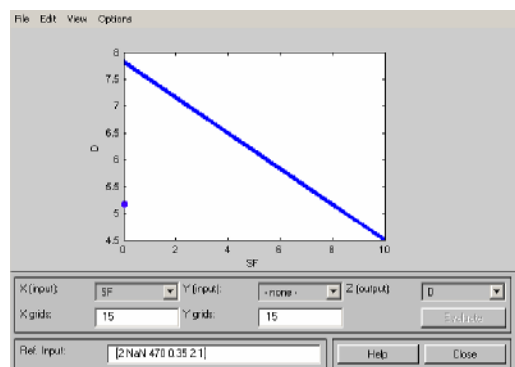 File Edit View Options
8
7.5
7
6.5
6
5.5
5
4.5
D
0 2 4 6 8 10
SF
X (input): SF Y (input): - none - Z (output): D
X grids: 15 Y grids: 15 Evaluate
Ref. Input: [2 NaN 470 0.35 2 1] Help Close